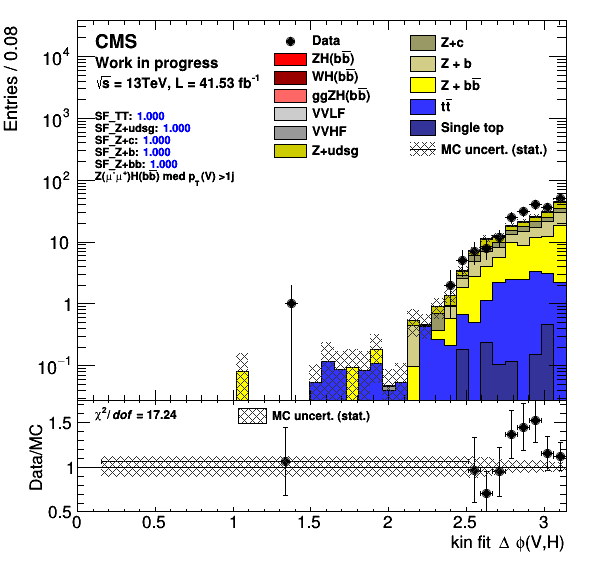 Entries / 0.08
10⁴
10³
10²
10
1
10⁻¹
CMS
Work in progress
√s = 13TeV, L = 41.53 fb⁻¹
SF_TT: 1.000
SF_Z+udsg: 1.000
SF_Z+c: 1.000
SF_Z+b: 1.000
SF_Z+bb: 1.000
Z(μ⁻μ⁺)H(bb̅) med p_T(V) >1j
Data
ZH(bb̅)
WH(bb̅)
ggZH(bb̅)
VVLF
VVHF
Z+udsg
Z+c
Z + b
Z + bb̅
tt̅
Single top
MC uncert. (stat.)
Data/MC
1.5
1
0.5
χ²/dof = 17.24
MC uncert. (stat.)
0 0.5 1 1.5 2 2.5 3
kin fit Δ φ(V,H)